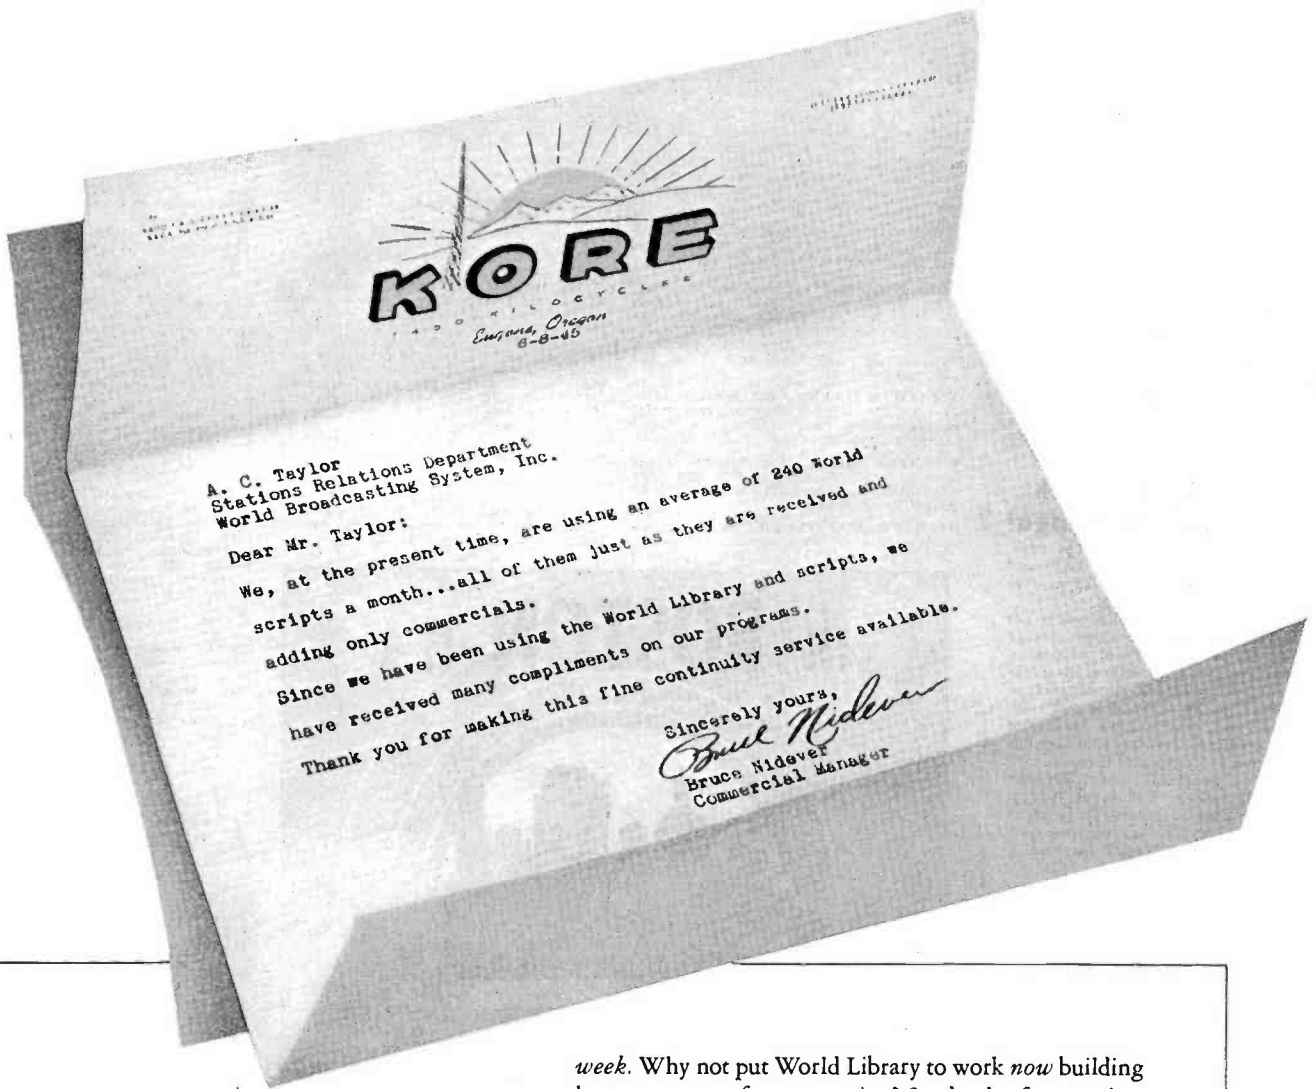 KORE
1450 KILOCYCLES
Eugene, Oregon
6-8-45
A. C. Taylor
Stations Relations Department
World Broadcasting System, Inc.
Dear Mr. Taylor:
We, at the present time, are using an average of 240 World
scripts a month...all of them just as they are received and
adding only commercials.
Since we have been using the World Library and scripts, we
have received many compliments on our programs.
Thank you for making this fine continuity service available.
Sincerely yours,
Bruce Nidever
Bruce Nidever
Commercial Manager
week. Why not put World Library to work now building